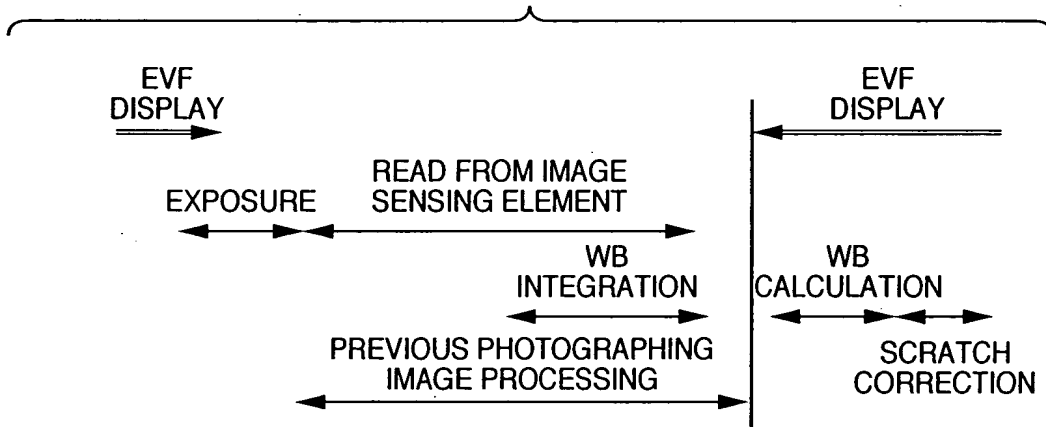 EVF
DISPLAY
EVF
DISPLAY
EXPOSURE
READ FROM IMAGE
SENSING ELEMENT
WB
INTEGRATION
WB
CALCULATION
PREVIOUS PHOTOGRAPHING
IMAGE PROCESSING
SCRATCH
CORRECTION